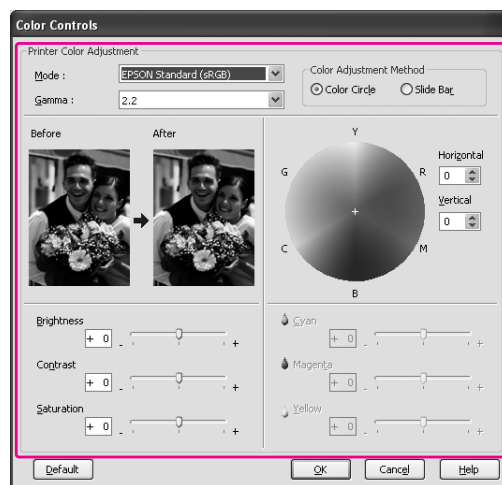 Color Controls
Printer Color Adjustment
Mode :
EPSON Standard (sRGB)
Gamma :
2.2
Color Adjustment Method
Color Circle
Slide Bar
Before
After
Y
G
R
C
M
B
Horizontal
0
Vertical
0
Brightness
+ 0
- +
Contrast
+ 0
- +
Saturation
+ 0
- +
Cyan
+ 0
- +
Magenta
+ 0
- +
Yellow
+ 0
- +
Default
OK
Cancel
Help